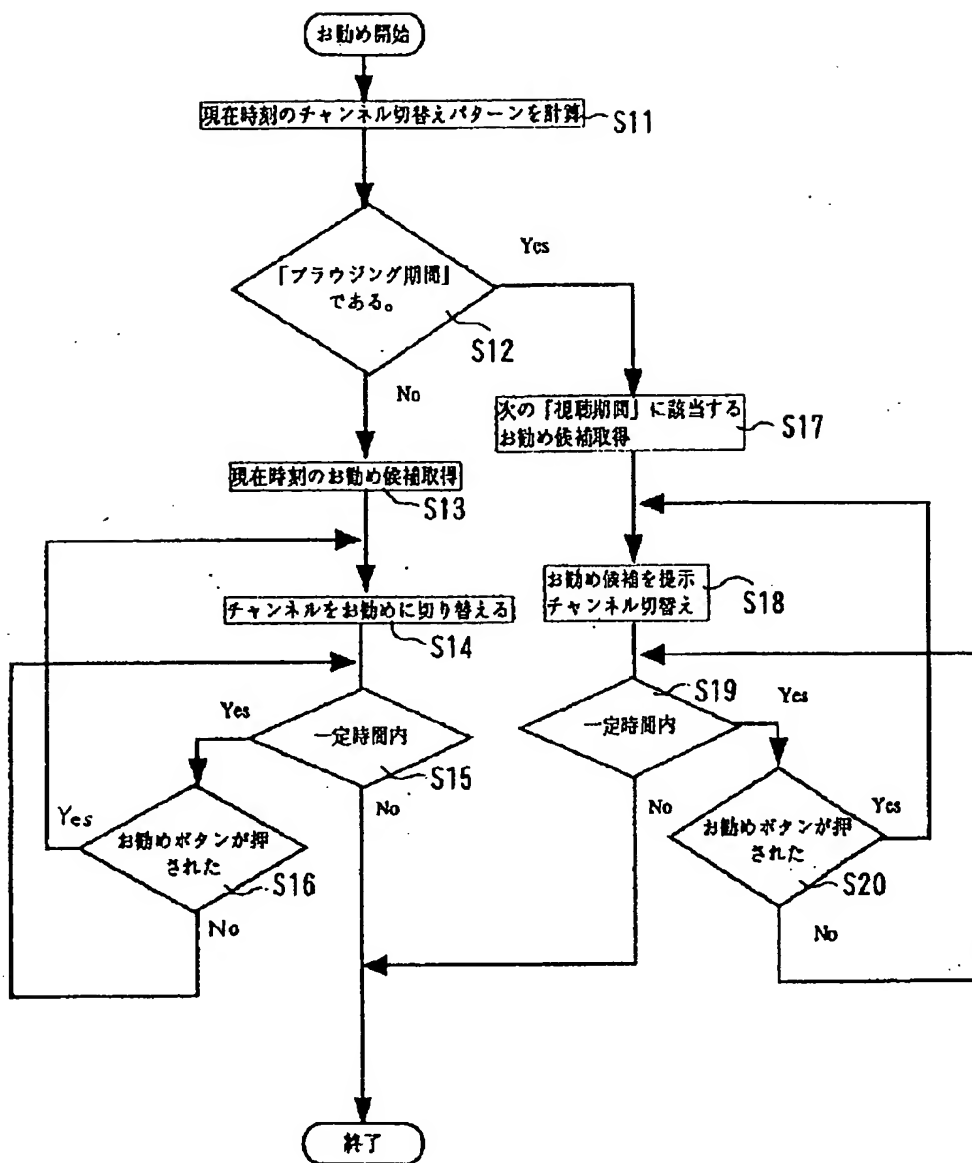 お勧め開始
現在時刻のチャンネル切替えパターンを計算
S11
「ブラウジング期間」
である。
S12
Yes
No
次の「視聴期間」に該当する
お勧め候補取得
S17
現在時刻のお勧め候補取得
S13
チャンネルをお勧めに切り替える
S14
お勧め候補を提示
チャンネル切替え
S18
一定時間内
S15
Yes
No
一定時間内
S19
Yes
No
お勧めボタンが押
された
S16
Yes
No
お勧めボタンが押
された
S20
Yes
No
終了